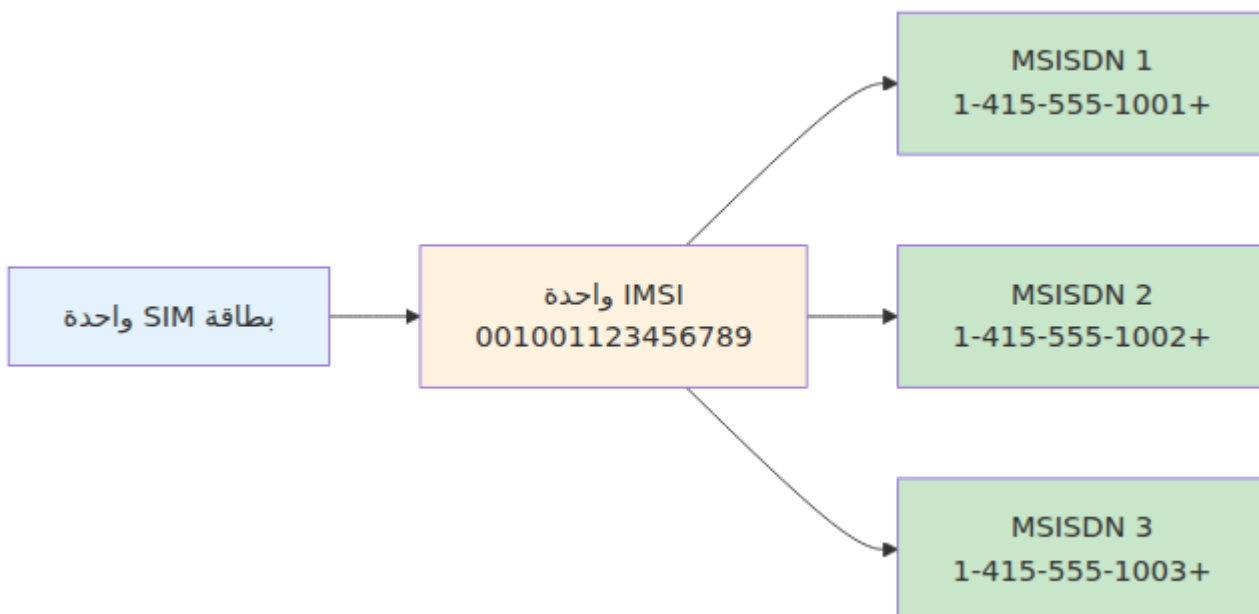 بطاقة SIM واحدة
IMSI واحدة
001001123456789
MSISDN 1
1-415-555-1001+
MSISDN 2
1-415-555-1002+
MSISDN 3
1-415-555-1003+